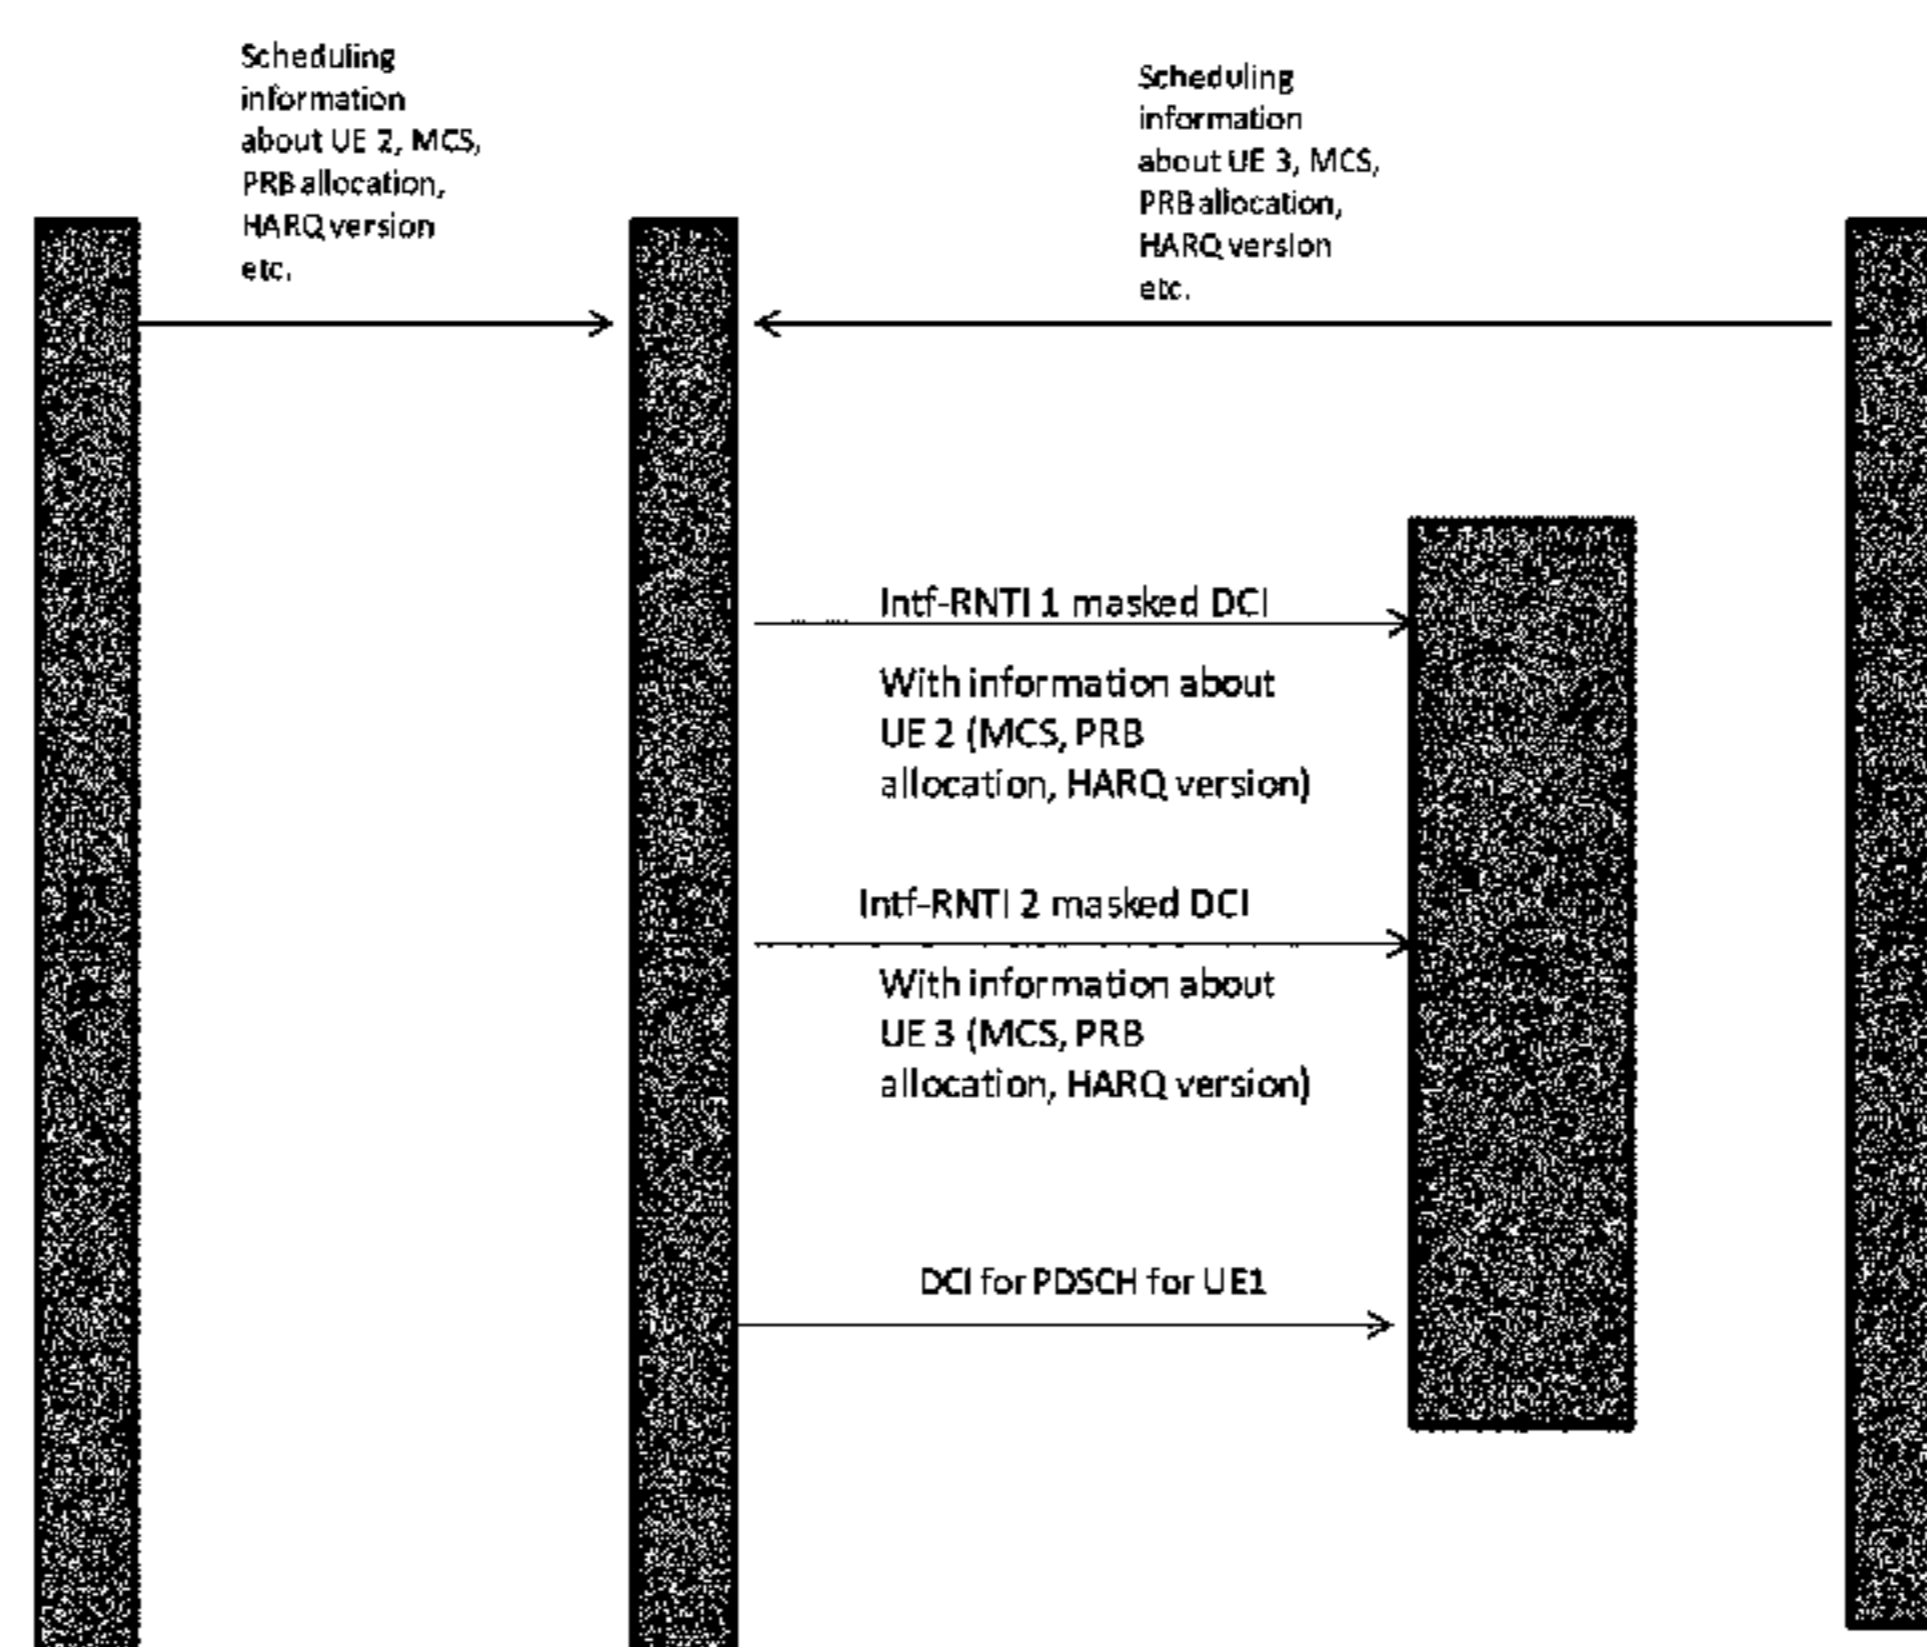 Scheduling
information
about UE 2, MCS,
PRB allocation,
HARQ version
etc.
Scheduling
information
about UE 3, MCS,
PRB allocation,
HARQ version
etc.
Intf-RNTI 1 masked DCI
With information about
UE 2 (MCS, PRB
allocation, HARQ version)
Intf-RNTI 2 masked DCI
With information about
UE 3 (MCS, PRB
allocation, HARQ version)
DCI for PDSCH for UE1